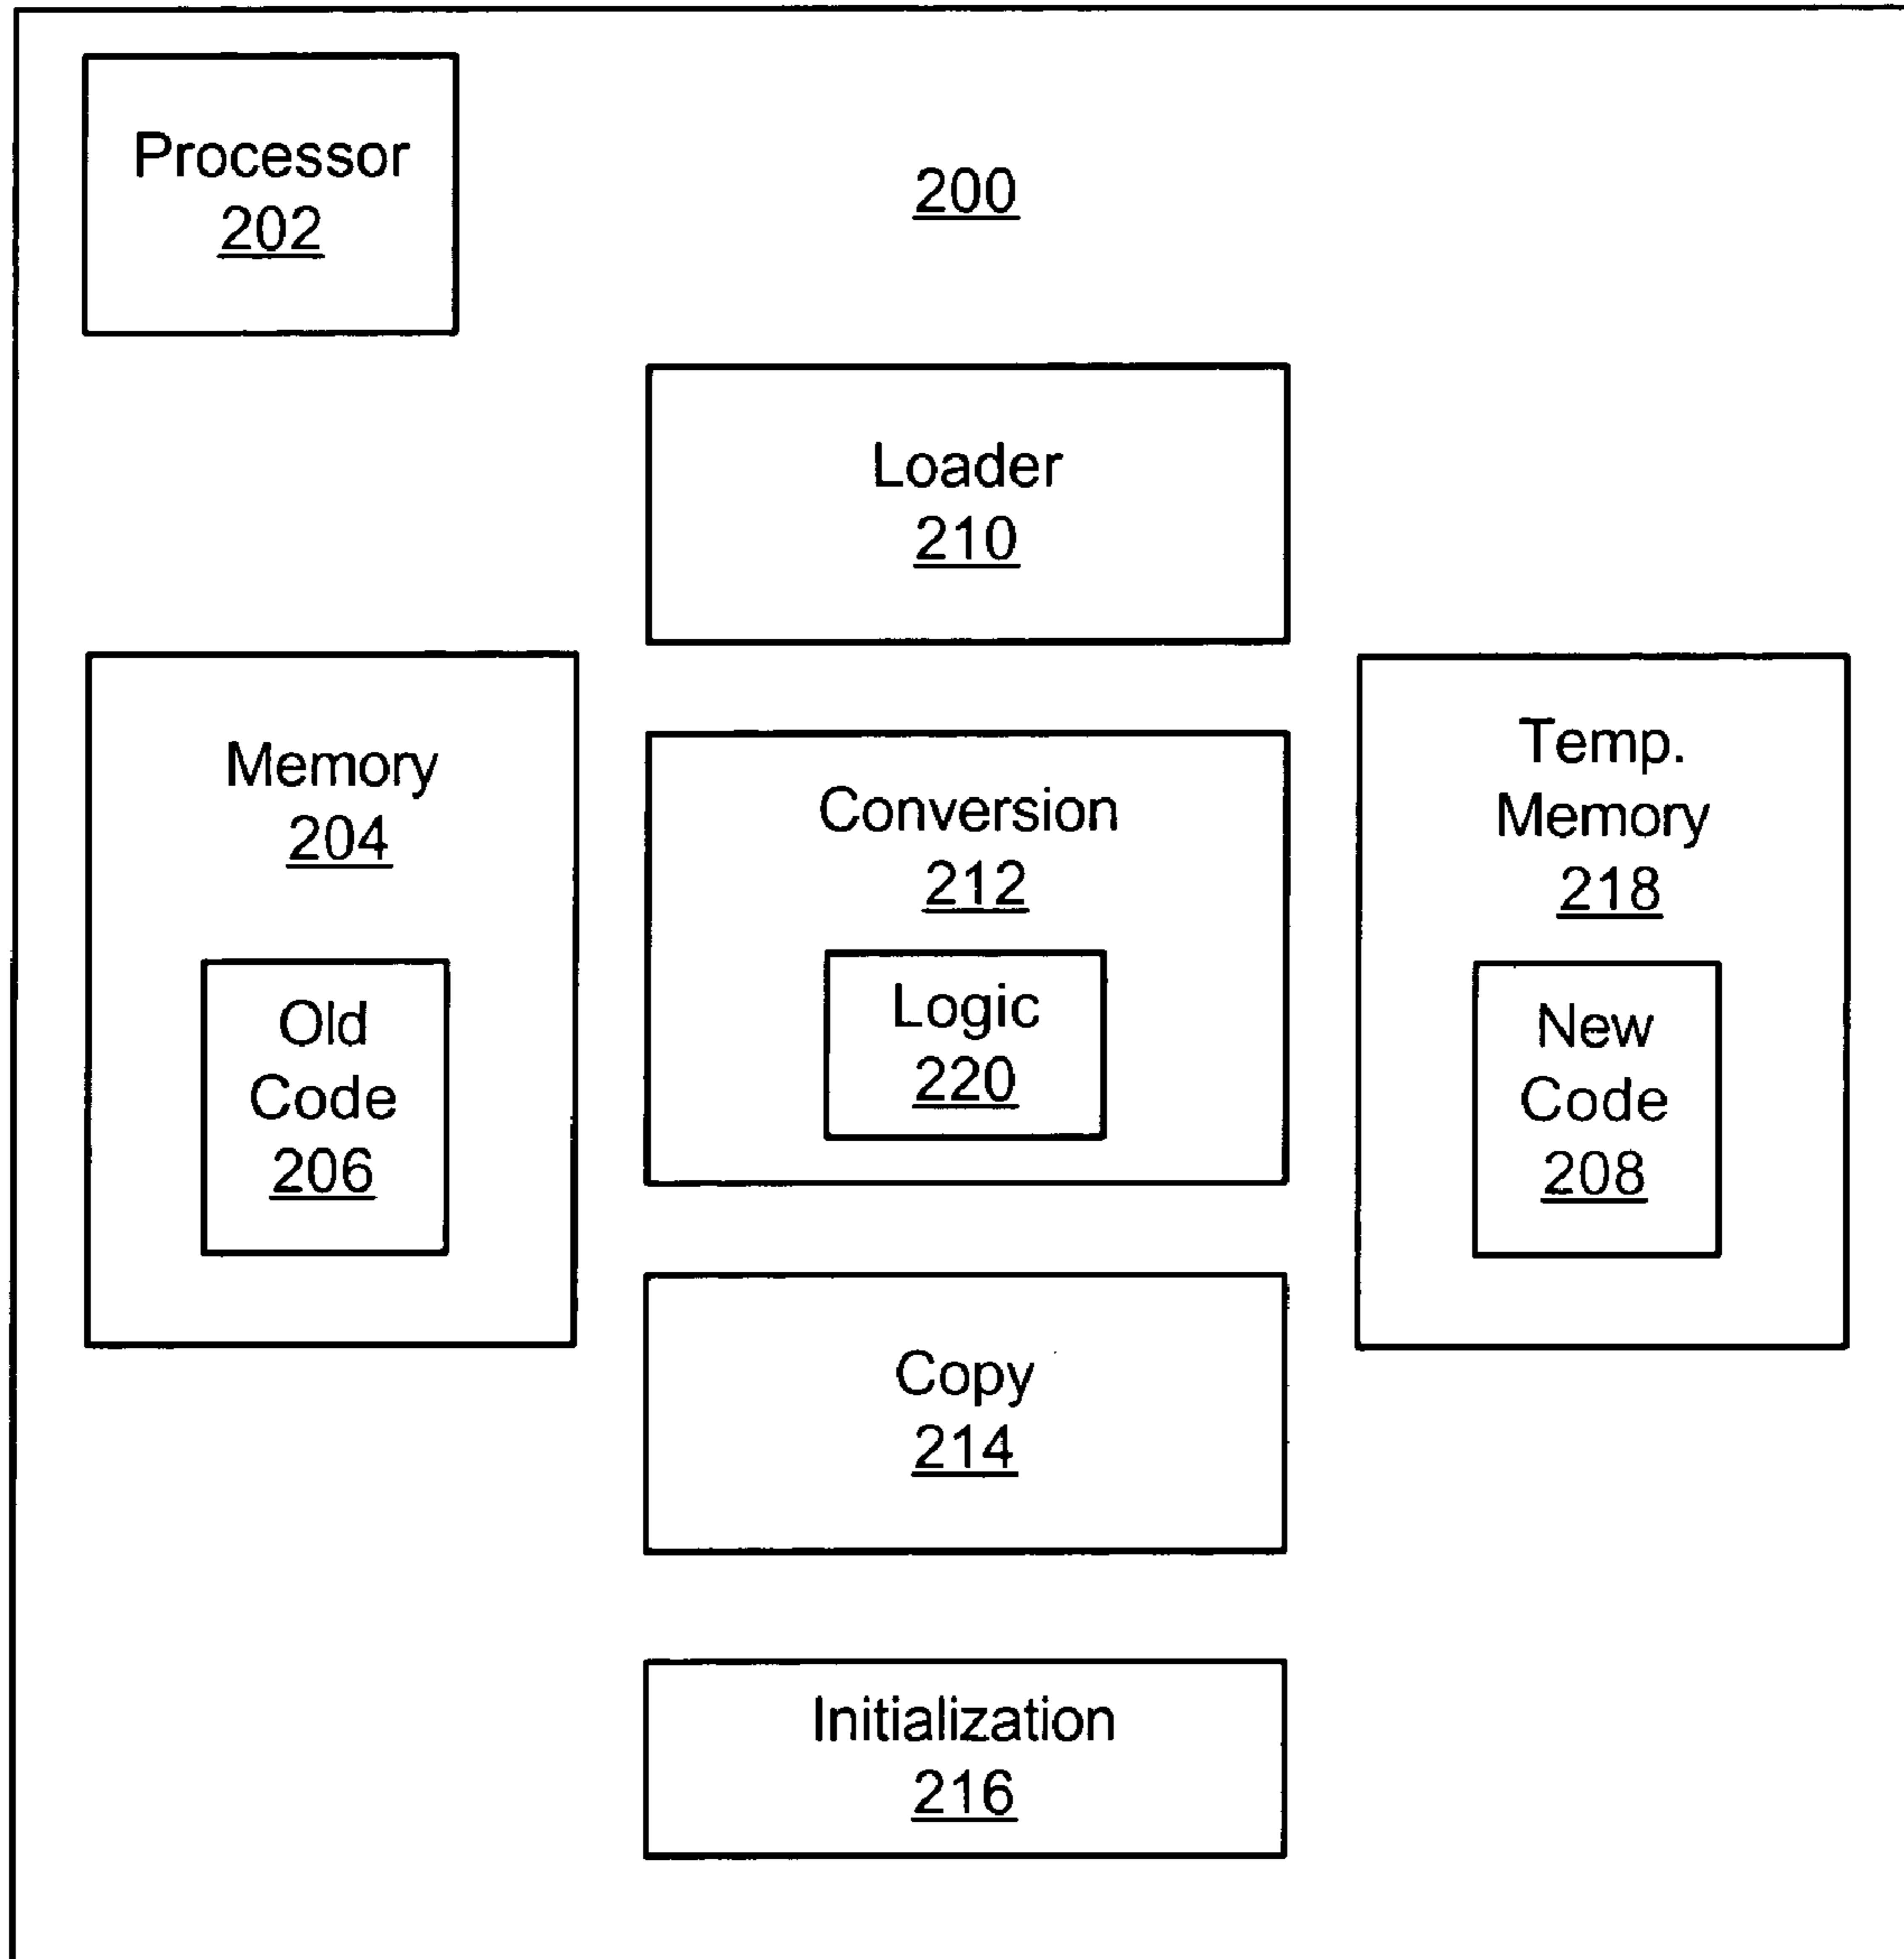 Processor
202
200
Loader
210
Memory
204
Old
Code
206
Conversion
212
Logic
220
Temp.
Memory
218
New
Code
208
Copy
214
Initialization
216